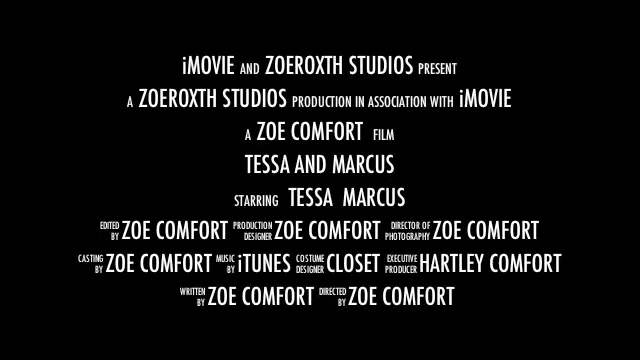 iMOVIE AND ZOEROXTH STUDIOS PRESENT
A ZOEROXTH STUDIOS PRODUCTION IN ASSOCIATION WITH iMOVIE
A ZOE COMFORT FILM
TESSA AND MARCUS
STARRING TESSA MARCUS
EDITED BY ZOE COMFORT PRODUCTION DESIGNER ZOE COMFORT DIRECTOR OF PHOTOGRAPHY ZOE COMFORT
CASTING BY ZOE COMFORT MUSIC BY iTUNES COSTUME DESIGNER CLOSET EXECUTIVE PRODUCER HARTLEY COMFORT
WRITTEN BY ZOE COMFORT DIRECTED BY ZOE COMFORT